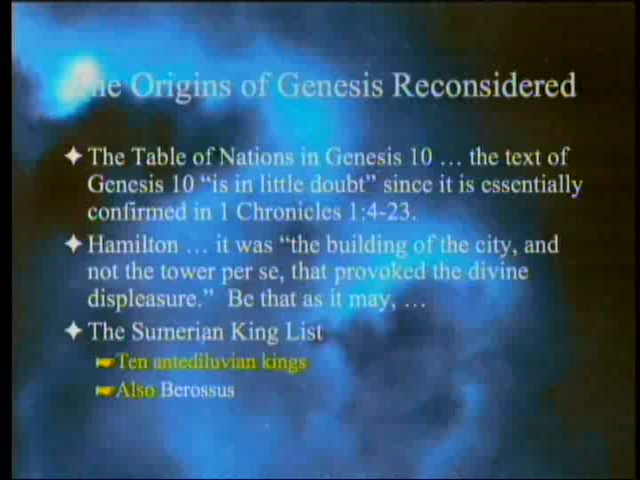 The Origins of Genesis Reconsidered
The Table of Nations in Genesis 10 … the text of
Genesis 10 “is in little doubt” since it is essentially
confirmed in 1 Chronicles 1:4-23.
Hamilton … it was “the building of the city, and
not the tower per se, that provoked the divine
displeasure.” Be that as it may, …
The Sumerian King List
Ten antediluvian kings
Also Berossus